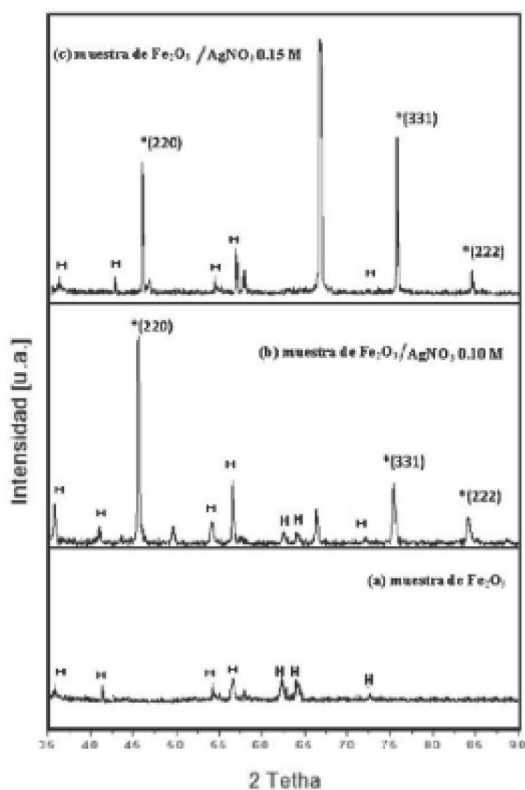 (c) muestra de Fe₂O₃ /AgNO₃ 0.15 M
*(331)
*(220)
H
H
H
H
H
*(222)
*(220)
(b) muestra de Fe₂O₃/AgNO₃ 0.10 M
H
H
H
H
H H
H
*(331)
*(222)
(a) muestra de Fe₂O₃
H
H
H
H
H H
H
Intensidad [u.a.]
35 40 45 50 55 60 65 70 75 80 85 90
2 Tetha